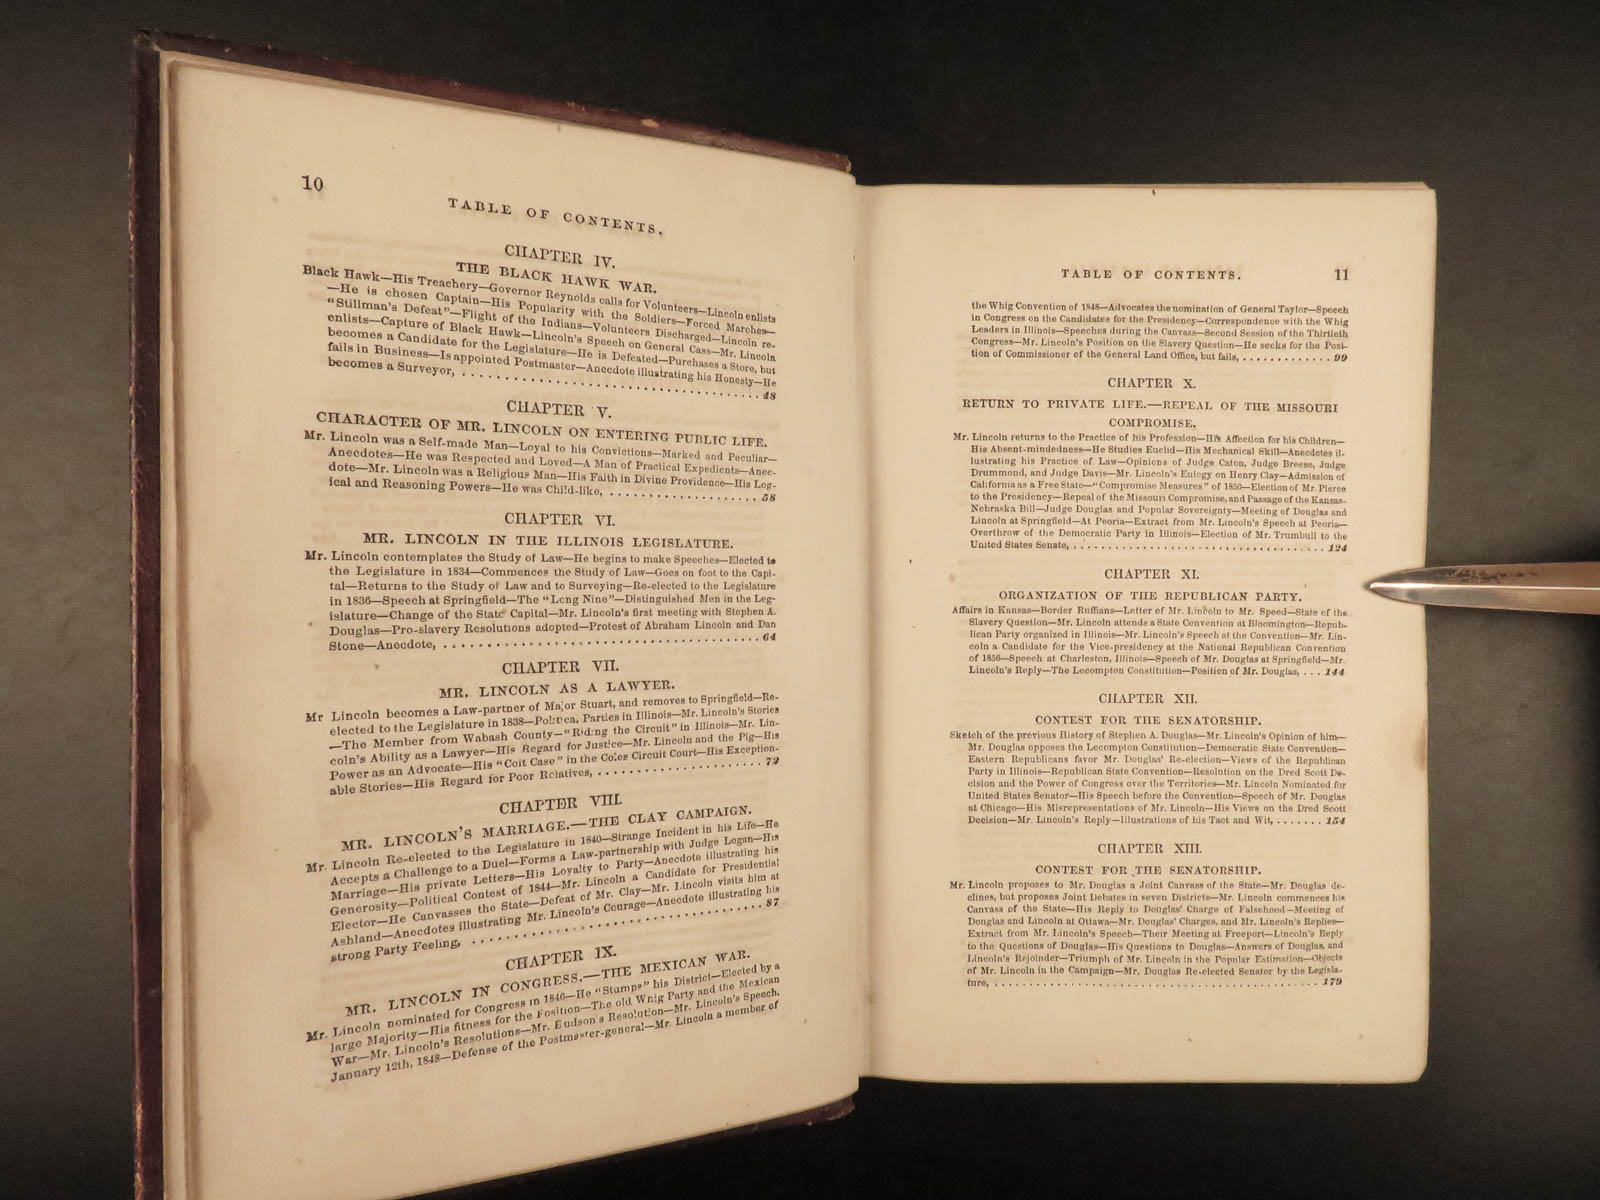 10
TABLE OF CONTENTS.
CHAPTER IV.
THE BLACK HAWK WAR.
Black Hawk—His Treachery—Governor Reynolds calls for Volunteers—Lincoln enlists
—He is chosen Captain—His Popularity with the Soldiers—Forced Marches—
"Stillman's Defeat"—Flight of the Indians—Volunteers Discharged—Lincoln re-
enlists—Capture of Black Hawk—Lincoln's Speech on General Cass—Mr. Lincoln
becomes a Candidate for the Legislature—He is Defeated—Purchases a Store, but
fails in Business—Is appointed Postmaster—Anecdote illustrating his Honesty—He
becomes a Surveyor, . . . . 48
CHAPTER V.
CHARACTER OF MR. LINCOLN ON ENTERING PUBLIC LIFE.
Mr. Lincoln was a Self-made Man—Loyal to his Convictions—Marked and Peculiar—
Anecdotes—He was Respected and Loved—A Man of Practical Expedients—Anec-
dote—Mr. Lincoln was a Religious Man—His Faith in Divine Providence—His Log-
ical and Reasoning Powers—He was Child-like, . . . . 58
CHAPTER VI.
MR. LINCOLN IN THE ILLINOIS LEGISLATURE.
Mr. Lincoln contemplates the Study of Law—He begins to make Speeches—Elected to
the Legislature in 1834—Commences the Study of Law—Goes on foot to the Capi-
tal—Returns to the Study of Law and to Surveying—Re-elected to the Legislature
in 1836—Speech at Springfield—The "Long Nine"—Distinguished Men in the Leg-
islature—Change of the State Capital—Mr. Lincoln's first meeting with Stephen A.
Douglas—Pro-slavery Resolutions adopted—Protest of Abraham Lincoln and Dan
Stone—Anecdote, . . . . 64
CHAPTER VII.
MR. LINCOLN AS A LAWYER.
Mr Lincoln becomes a Law-partner of Major Stuart, and removes to Springfield—Re-
elected to the Legislature in 1838—Political Parties in Illinois—Mr. Lincoln's Stories
—The Member from Wabash County—"Riding the Circuit" in Illinois—Mr. Lin-
coln's Ability as a Lawyer—His Regard for Justice—Mr. Lincoln and the Pig—His
Power as an Advocate—His "Coit Case" in the Coles Circuit Court—His Exception-
able Stories—His Regard for Poor Relatives, . . . . 72
CHAPTER VIII.
MR. LINCOLN'S MARRIAGE.—THE CLAY CAMPAIGN.
Mr. Lincoln Re-elected to the Legislature in 1840—Strange Incident in his Life—He
Accepts a Challenge to a Duel—Forms a Law-partnership with Judge Logan—His
Marriage—His private Letters—His Loyalty to Party—Anecdote illustrating his
Generosity—Political Contest of 1844—Mr. Lincoln a Candidate for Presidential
Elector—He Canvasses the State—Defeat of Mr. Clay—Mr. Lincoln visits him at
Ashland—Anecdotes illustrating Mr. Lincoln's Courage—Anecdote illustrating his
strong Party Feeling, . . . . 87
CHAPTER IX.
MR. LINCOLN IN CONGRESS.—THE MEXICAN WAR.
Mr. Lincoln nominated for Congress in 1846—He "Stumps" his District—Elected by a
large Majority—His fitness for the Position—The old Whig Party and the Mexican
War—Mr. Lincoln's Resolutions—Mr. Hudson's Resolution—Mr. Lincoln's Speech,
January 12th, 1848—Defense of the Postmaster-general—Mr. Lincoln a member of
TABLE OF CONTENTS. 11
the Whig Convention of 1848—Advocates the nomination of General Taylor—Speech
in Congress on the Candidates for the Presidency—Correspondence with the Whig
Leaders in Illinois—Speeches during the Canvass—Second Session of the Thirtieth
Congress—Mr. Lincoln's Position on the Slavery Question—He seeks for the Posi-
tion of Commissioner of the General Land Office, but fails, . . . . 99
CHAPTER X.
RETURN TO PRIVATE LIFE.—REPEAL OF THE MISSOURI
COMPROMISE.
Mr. Lincoln returns to the Practice of his Profession—His Affection for his Children—
His Absent-mindedness—He Studies Euclid—His Mechanical Skill—Anecdotes il-
lustrating his Practice of Law—Opinions of Judge Caton, Judge Breese, Judge
Drummond, and Judge Davis—Mr. Lincoln's Eulogy on Henry Clay—Admission of
California as a Free State—"Compromise Measures" of 1850—Election of Mr. Pierce
to the Presidency—Repeal of the Missouri Compromise, and Passage of the Kansas-
Nebraska Bill—Judge Douglas and Popular Sovereignty—Meeting of Douglas and
Lincoln at Springfield—At Peoria—Extract from Mr. Lincoln's Speech at Peoria—
Overthrow of the Democratic Party in Illinois—Election of Mr. Trumbull to the
United States Senate, . . . . 124
CHAPTER XI.
ORGANIZATION OF THE REPUBLICAN PARTY.
Affairs in Kansas—Border Ruffians—Letter of Mr. Lincoln to Mr. Speed—State of the
Slavery Question—Mr. Lincoln attends a State Convention at Bloomington—Repub-
lican Party organized in Illinois—Mr. Lincoln's Speech at the Convention—Mr. Lin-
coln a Candidate for the Vice-presidency at the National Republican Convention
of 1856—Speech at Charleston, Illinois—Speech of Mr. Douglas at Springfield—Mr.
Lincoln's Reply—The Lecompton Constitution—Position of Mr. Douglas, . . . 144
CHAPTER XII.
CONTEST FOR THE SENATORSHIP.
Sketch of the previous History of Stephen A. Douglas—Mr. Lincoln's Opinion of him—
Mr. Douglas opposes the Lecompton Constitution—Democratic State Convention—
Eastern Republicans favor Mr. Douglas' Re-election—Views of the Republican
Party in Illinois—Republican State Convention—Resolution on the Dred Scott De-
cision and the Power of Congress over the Territories—Mr. Lincoln Nominated for
United States Senator—His Speech before the Convention—Speech of Mr. Douglas
at Chicago—His Misrepresentations of Mr. Lincoln—His Views on the Dred Scott
Decision—Mr. Lincoln's Reply—Illustrations of his Tact and Wit, . . . . 154
CHAPTER XIII.
CONTEST FOR THE SENATORSHIP.
Mr. Lincoln proposes to Mr. Douglas a Joint Canvass of the State—Mr. Douglas de-
clines, but proposes Joint Debates in seven Districts—Mr. Lincoln commences his
Canvass of the State—His Reply to Douglas' Charge of Falsehood—Meeting of
Douglas and Lincoln at Ottawa—Mr. Douglas' Charges, and Mr. Lincoln's Replies—
Extract from Mr. Lincoln's Speech—Their Meeting at Freeport—Lincoln's Reply
to the Questions of Douglas—His Questions to Douglas—Answers of Douglas, and
Lincoln's Rejoinder—Triumph of Mr. Lincoln in the Popular Estimation—Objects
of Mr. Lincoln in the Campaign—Mr. Douglas Re-elected Senator by the Legisla-
ture, . . . . 179